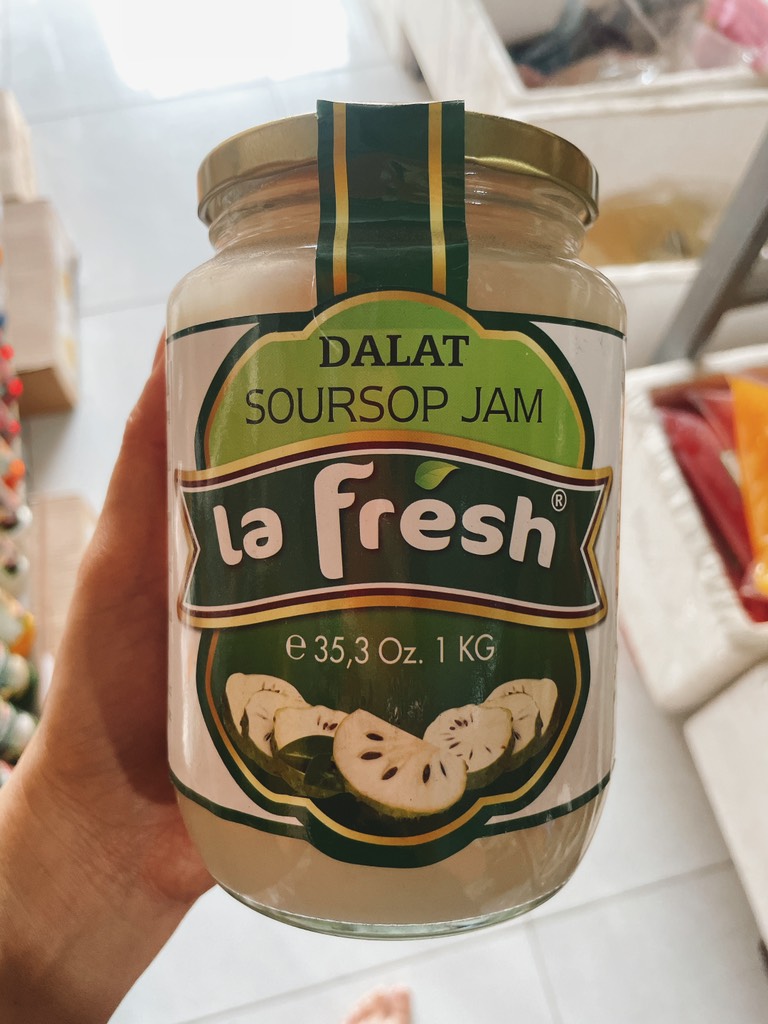 DALAT
SOURSOP JAM
la fresh®
℮ 35,3 Oz. 1 KG